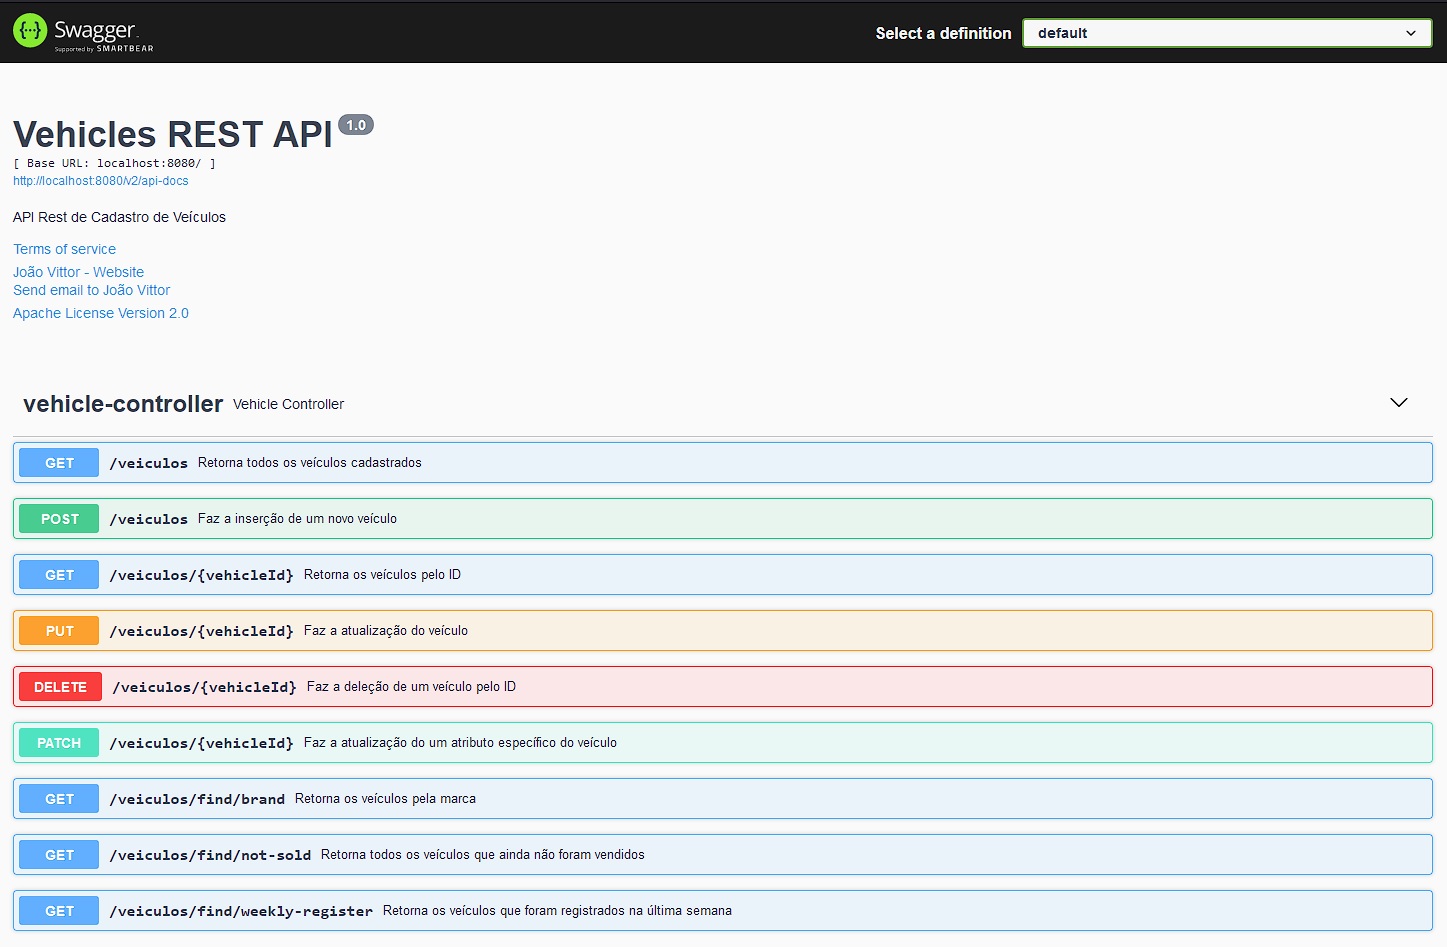 Swagger
Supported by SMARTBEAR
Select a definition
default
Vehicles REST API 1.0
[ Base URL: localhost:8080/ ]
http://localhost:8080/v2/api-docs
API Rest de Cadastro de Veículos
Terms of service
João Vittor - Website
Send email to João Vittor
Apache License Version 2.0
vehicle-controller Vehicle Controller
GET /veiculos Retorna todos os veículos cadastrados
POST /veiculos Faz a inserção de um novo veículo
GET /veiculos/{vehicleId} Retorna os veículos pelo ID
PUT /veiculos/{vehicleId} Faz a atualização do veículo
DELETE /veiculos/{vehicleId} Faz a deleção de um veículo pelo ID
PATCH /veiculos/{vehicleId} Faz a atualização do um atributo específico do veículo
GET /veiculos/find/brand Retorna os veículos pela marca
GET /veiculos/find/not-sold Retorna todos os veículos que ainda não foram vendidos
GET /veiculos/find/weekly-register Retorna os veículos que foram registrados na última semana